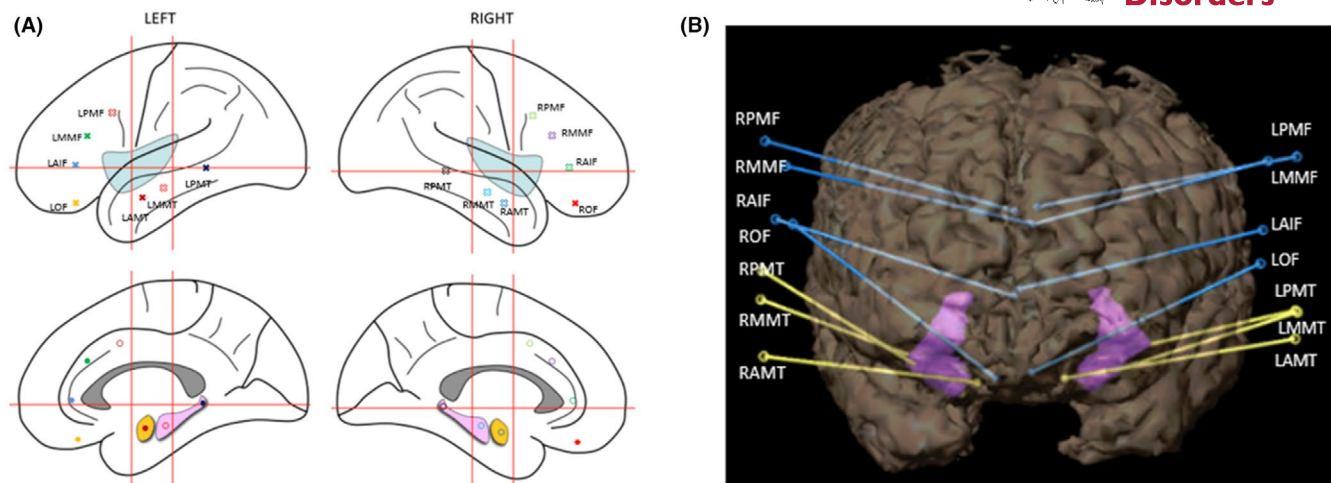 Disorders
(A)
LEFT
RIGHT
(B)
LPMF
LMMF
LAIF
LOF
LPMT
LMMT
LAMT
RPMF
RMMF
RAIF
RPMT
RMMT
RAMT
ROF
RPMF
RMMF
RAIF
ROF
RPMT
RMMT
RAMT
LPMF
LMMF
LAIF
LOF
LPMT
LMMT
LAMT